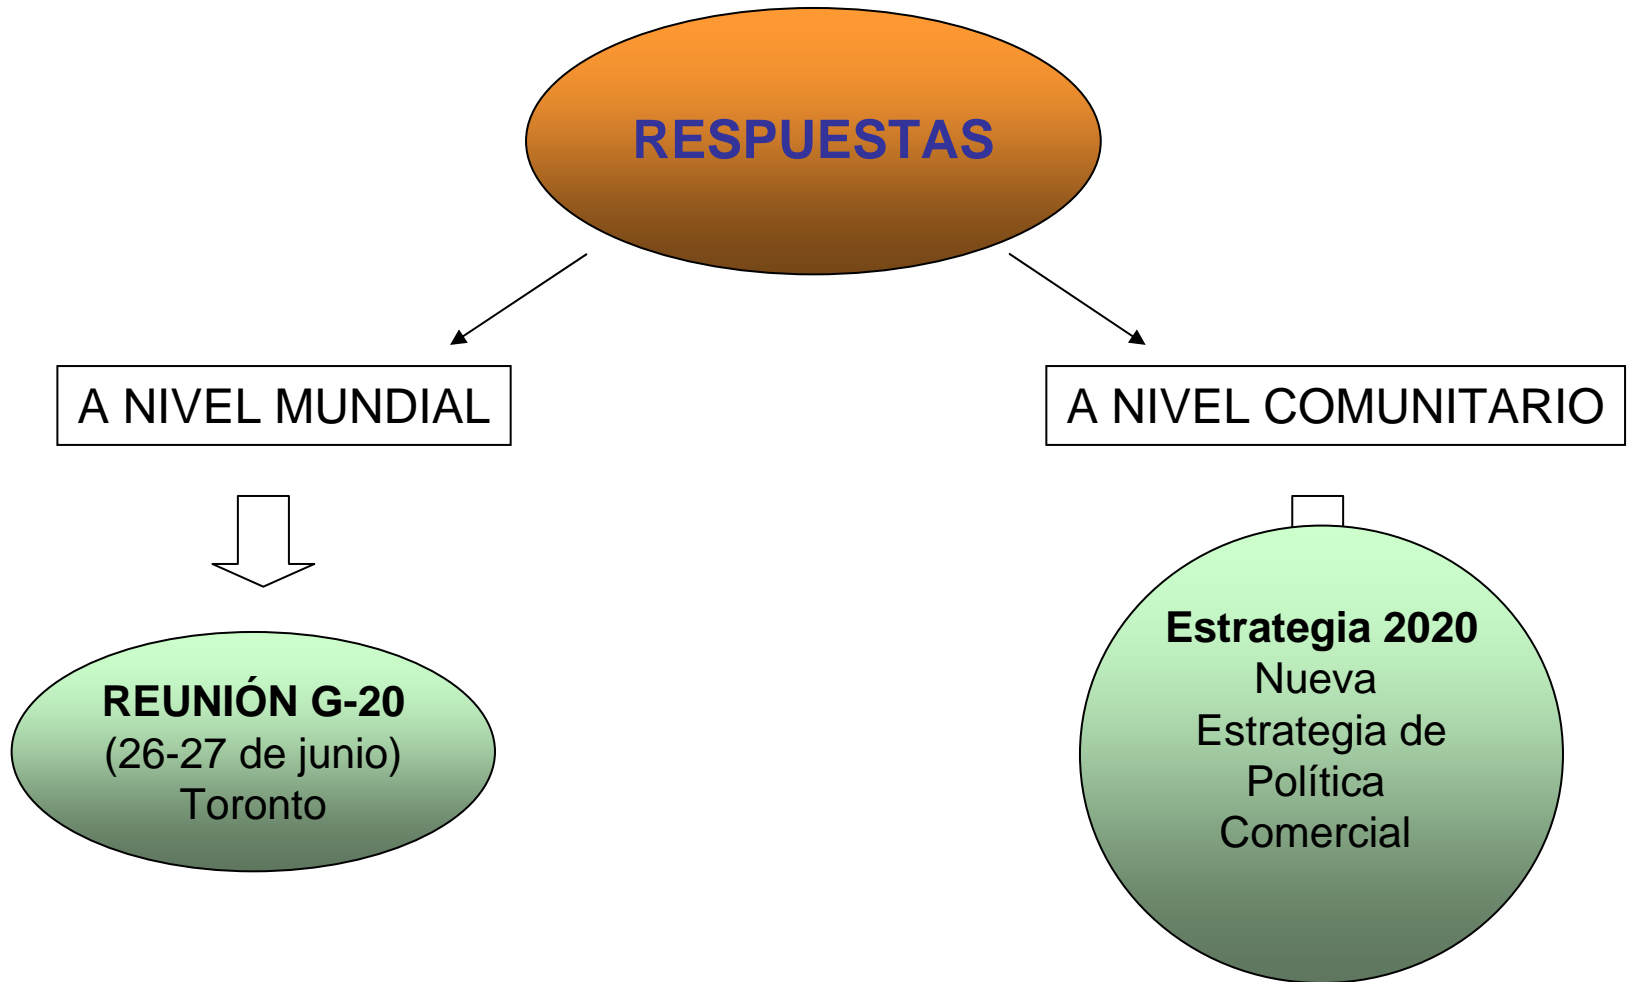 RESPUESTAS
A NIVEL MUNDIAL
A NIVEL COMUNITARIO
REUNIÓN G-20
(26-27 de junio)
Toronto
Estrategia 2020
Nueva
Estrategia de
Política
Comercial